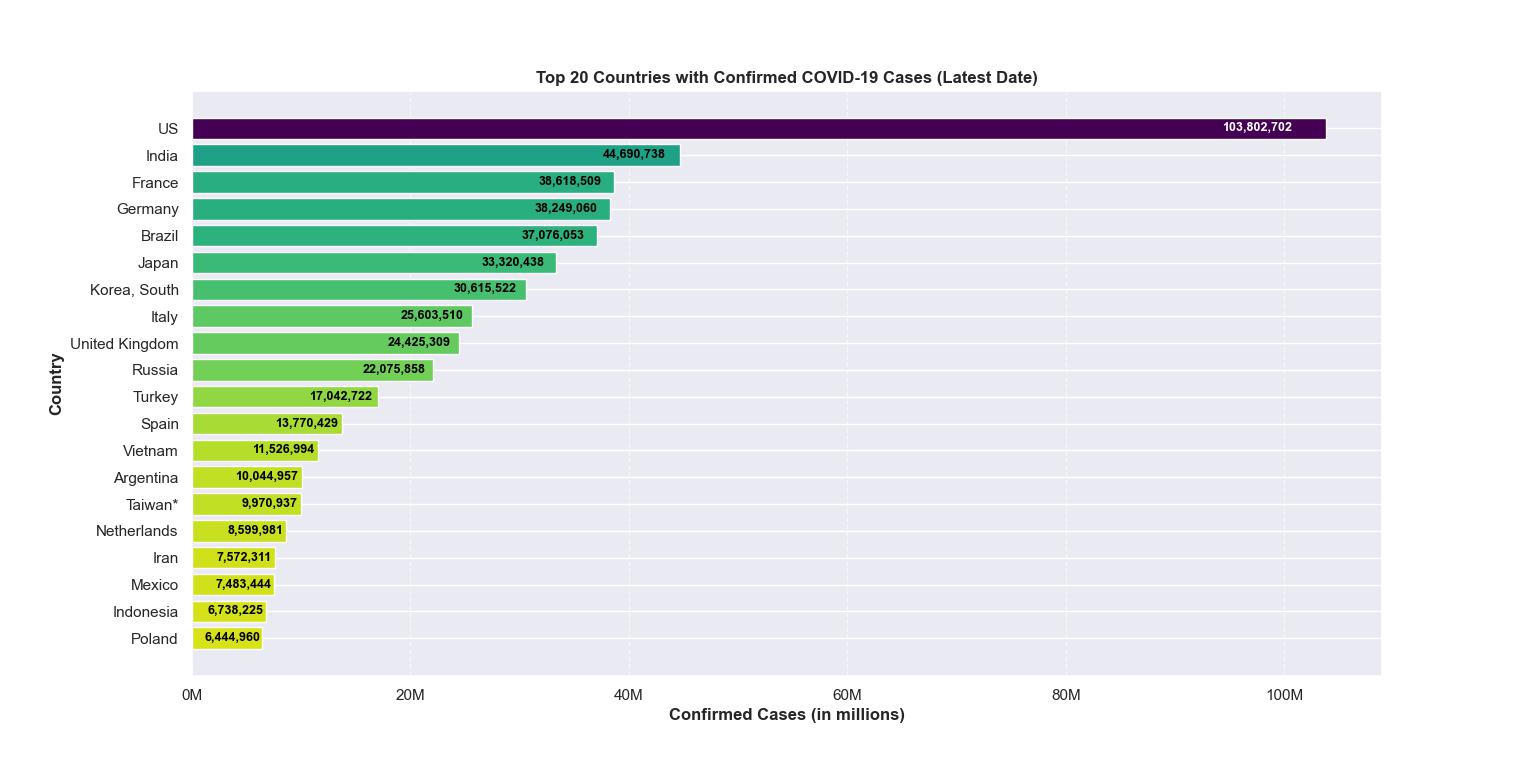 Top 20 Countries with Confirmed COVID-19 Cases (Latest Date)
US 103,802,702
India 44,690,738
France 38,618,509
Germany 38,249,060
Brazil 37,076,053
Japan 33,320,438
Korea, South 30,615,522
Italy 25,603,510
United Kingdom 24,425,309
Russia 22,075,858
Turkey 17,042,722
Spain 13,770,429
Vietnam 11,526,994
Argentina 10,044,957
Taiwan* 9,970,937
Netherlands 8,599,981
Iran 7,572,311
Mexico 7,483,444
Indonesia 6,738,225
Poland 6,444,960
Country
0M 20M 40M 60M 80M 100M
Confirmed Cases (in millions)